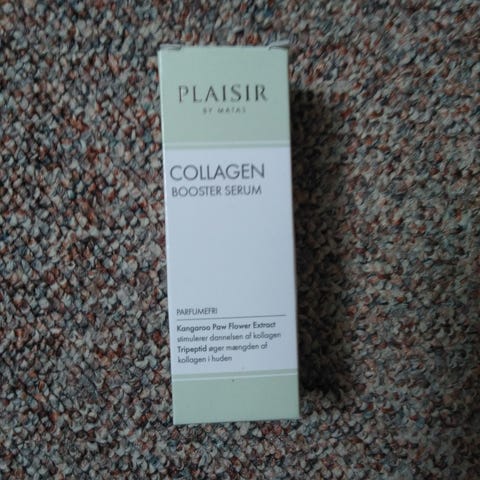 PLAISIR
BY MATAS
COLLAGEN
BOOSTER SERUM
PARFUMEFRI
Kangaroo Paw Flower Extract
stimulerer dannelsen af kollagen
Tripeptid øger mængden af
kollagen i huden